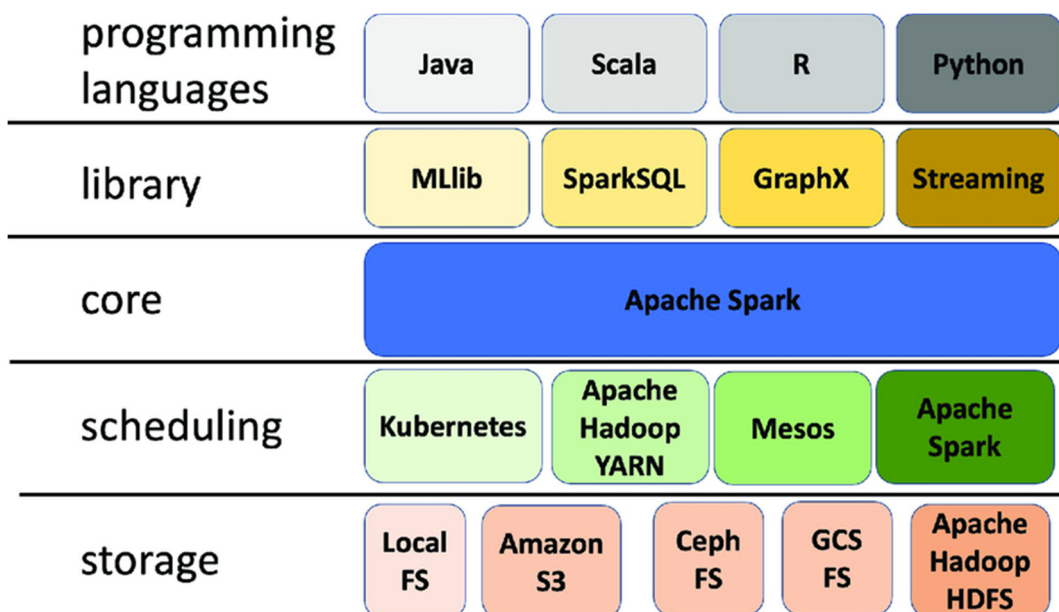 programming
languages
Java
Scala
R
Python
library
MLlib
SparkSQL
GraphX
Streaming
core
Apache Spark
scheduling
Kubernetes
Apache
Hadoop
YARN
Mesos
Apache
Spark
storage
Local
FS
Amazon
S3
Ceph
FS
GCS
FS
Apache
Hadoop
HDFS